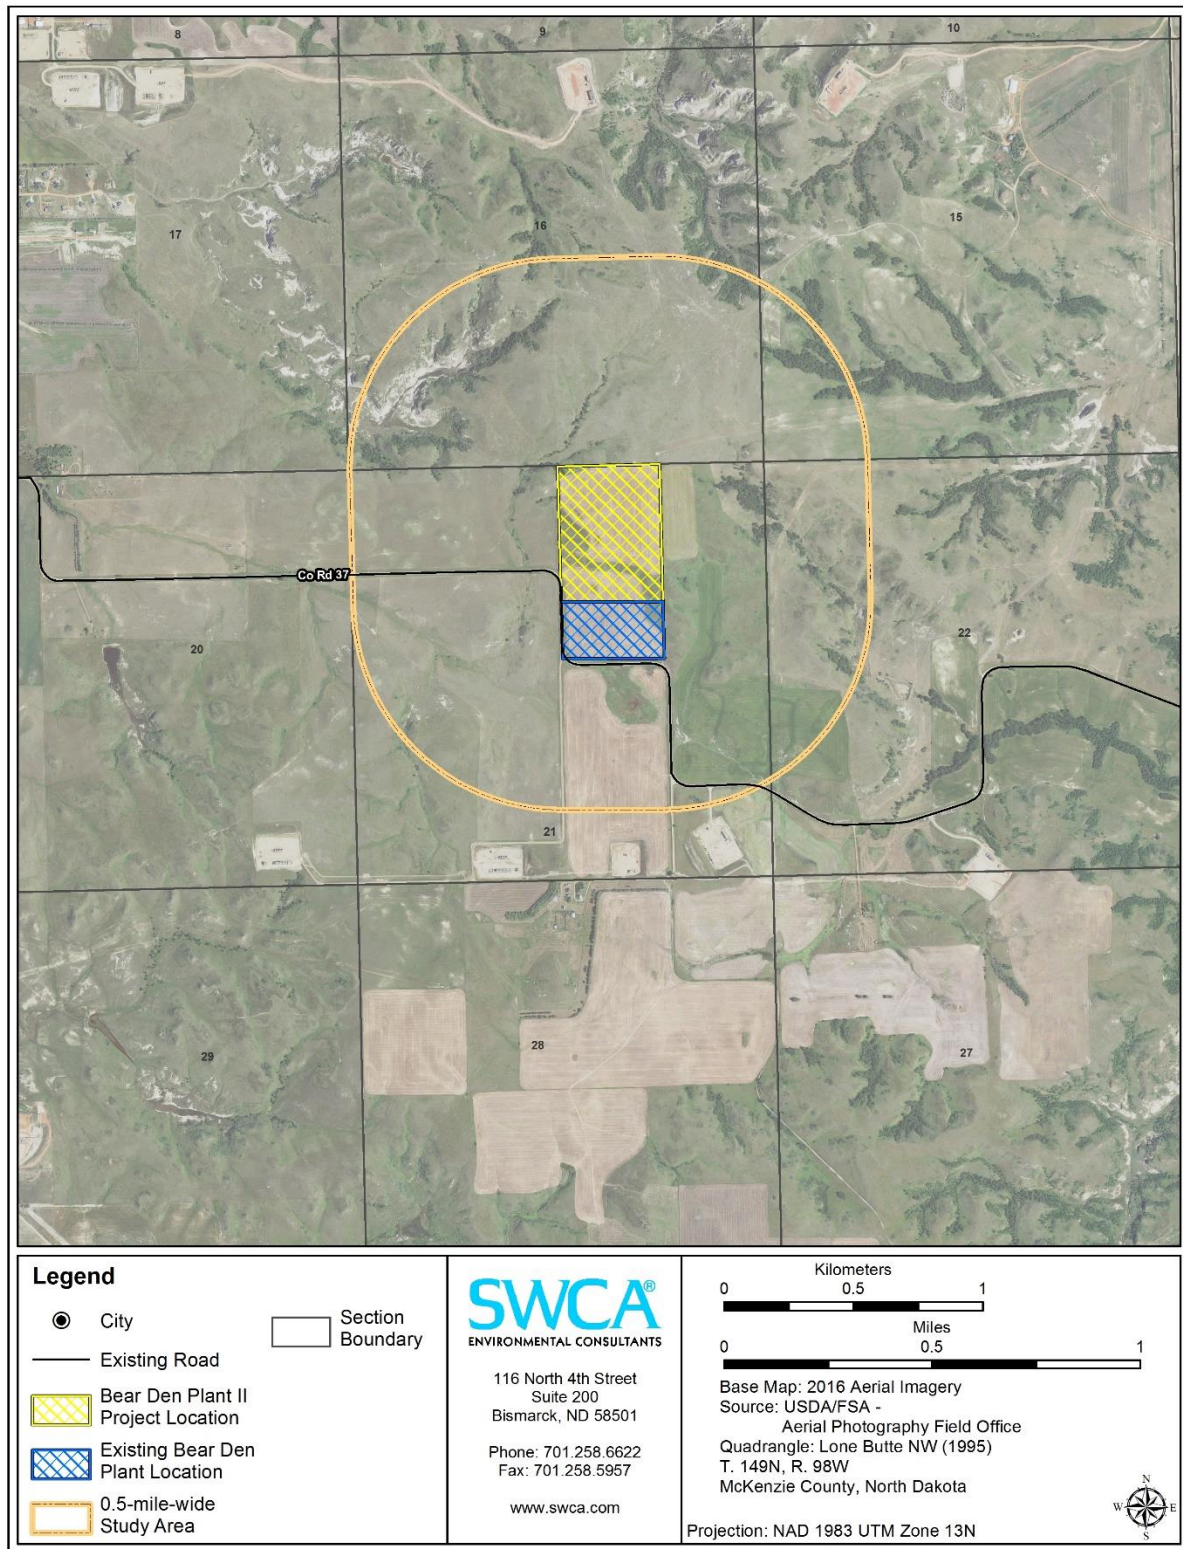 8
9
10
17
16
15
Co Rd 37
20
22
21
29
28
27
Legend
City
Existing Road
Bear Den Plant II
Project Location
Existing Bear Den
Plant Location
0.5-mile-wide
Study Area
Section
Boundary
SWCA®
ENVIRONMENTAL CONSULTANTS
116 North 4th Street
Suite 200
Bismarck, ND 58501
Phone: 701.258.6622
Fax: 701.258.5957
www.swca.com
Kilometers
0 0.5 1
Miles
0 0.5 1
Base Map: 2016 Aerial Imagery
Source: USDA/FSA -
Aerial Photography Field Office
Quadrangle: Lone Butte NW (1995)
T. 149N, R. 98W
McKenzie County, North Dakota
Projection: NAD 1983 UTM Zone 13N
N
W E
S